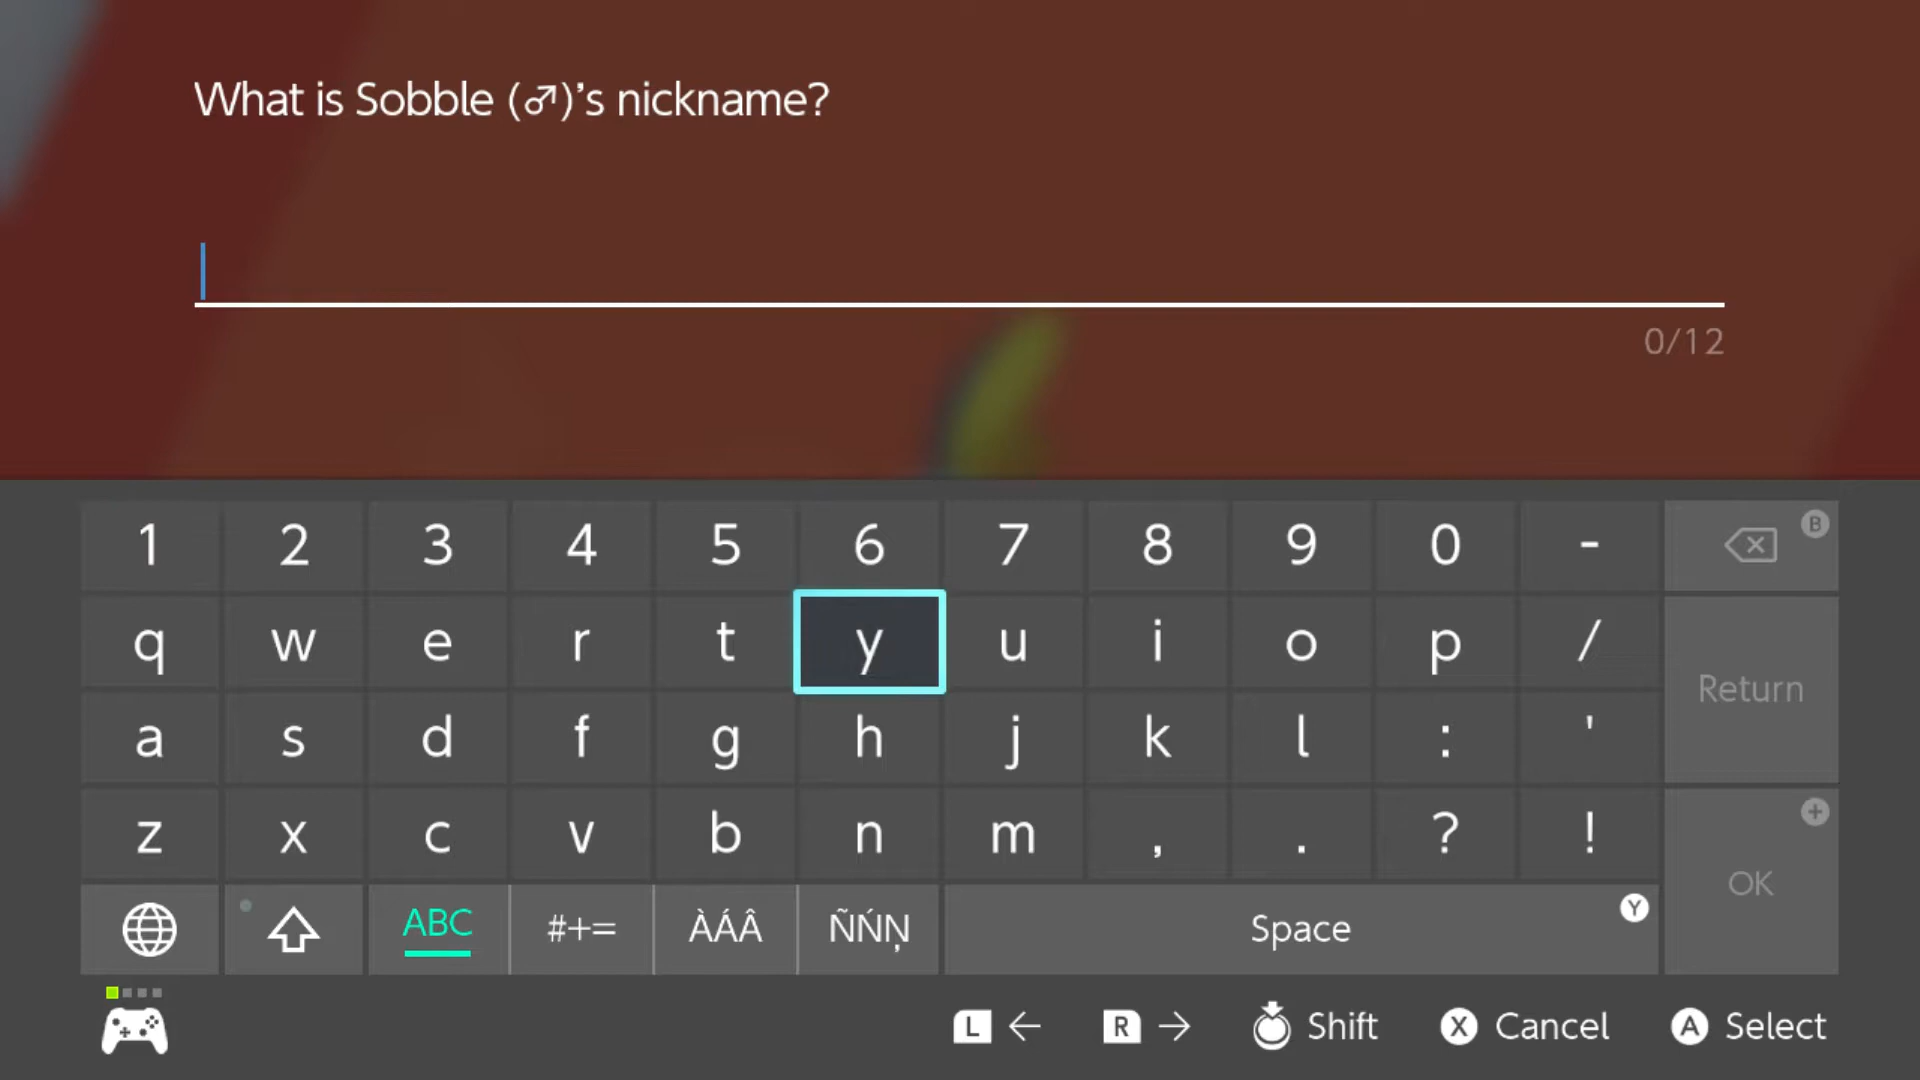 What is Sobble (♂)'s nickname?
0/12
1 2 3 4 5 6 7 8 9 0 - B
q w e r t y u i o p / Return
a s d f g h j k l : '
z x c v b n m , . ? ! + OK
ABC #+= ÀÁÂ ÑŃŅ Space Y
L ← R → Shift X Cancel A Select